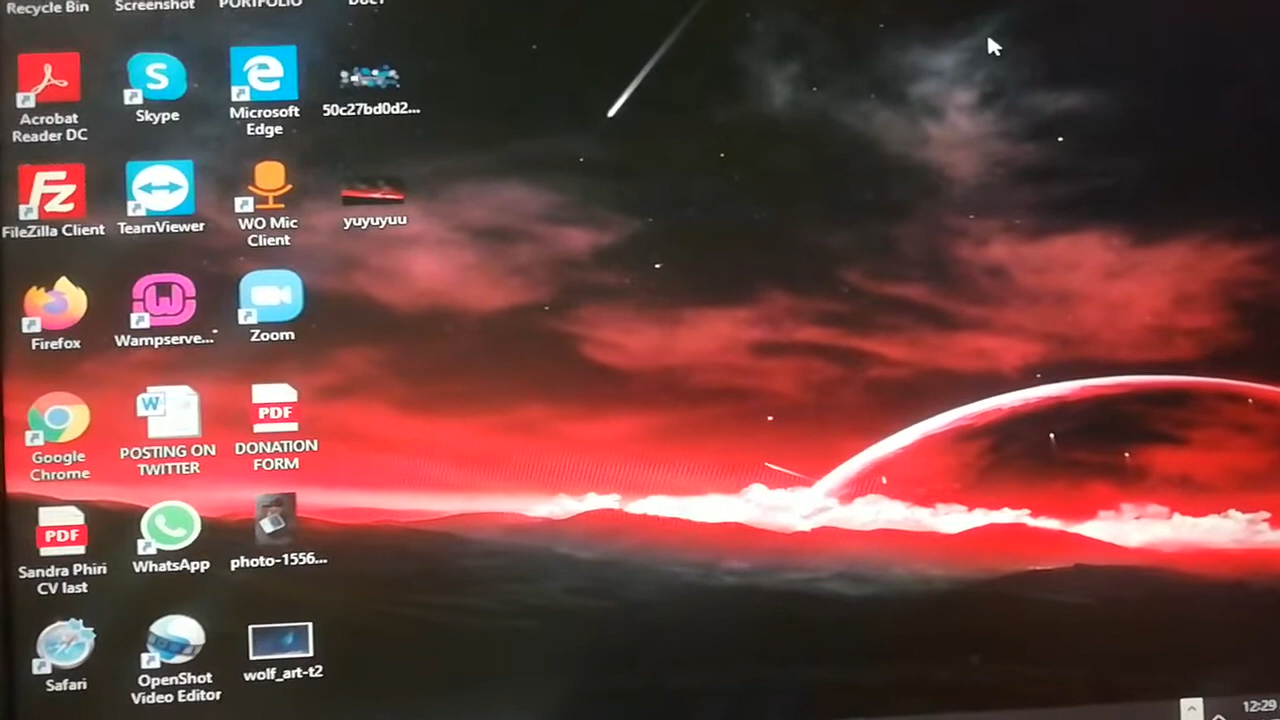 Recycle Bin
Screenshot
PORTFOLIO
Acrobat
Reader DC
Skype
Microsoft
Edge
50c27bd0d2...
FileZilla Client
TeamViewer
WO Mic
Client
yuyuyuu
Firefox
Wampserve...
Zoom
Google
Chrome
POSTING ON
TWITTER
PDF
DONATION
FORM
PDF
Sandra Phiri
CV last
WhatsApp
photo-1556...
Safari
OpenShot
Video Editor
wolf_art-t2
12:29